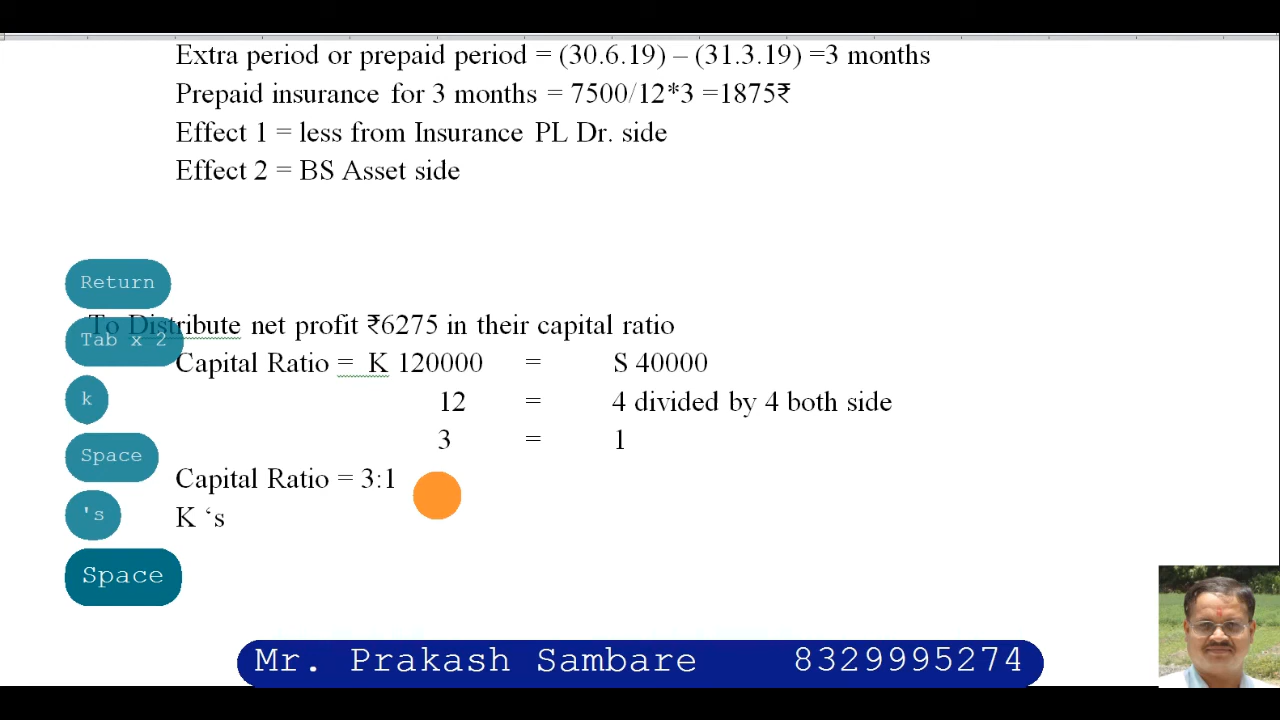 Extra period or prepaid period = (30.6.19) – (31.3.19) =3 months
Prepaid insurance for 3 months = 7500/12*3 =1875₹
Effect 1 = less from Insurance PL Dr. side
Effect 2 = BS Asset side
Return
To Distribute net profit ₹6275 in their capital ratio
Tab x 2
Capital Ratio = K 120000 = S 40000
k
12 = 4 divided by 4 both side
3 = 1
Space
Capital Ratio = 3:1
's
K ‘s
Space
Mr. Prakash Sambare 8329995274